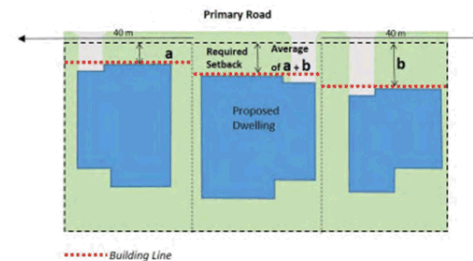 Primary Road
40 m
40 m
a
Required
Setback
Average
of a + b
b
Proposed
Dwelling
Building Line